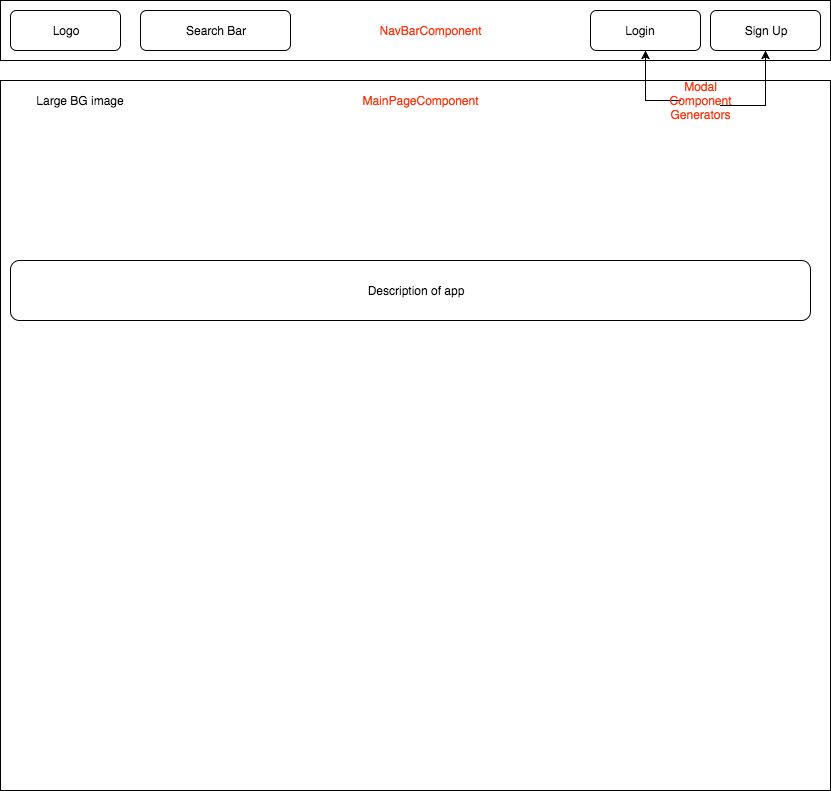 Logo
Search Bar
NavBarComponent
Login
Sign Up
Large BG image
MainPageComponent
Modal
Component
Generators
Description of app